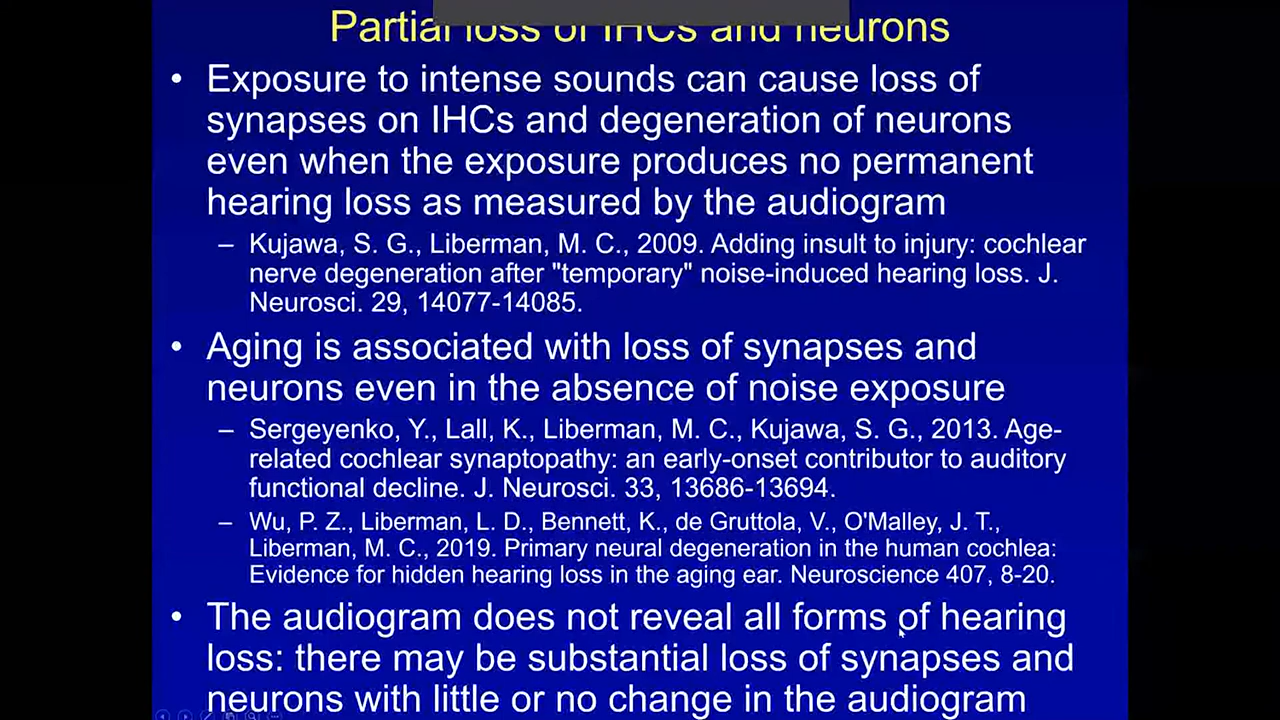 Partial loss of IHCs and neurons
• Exposure to intense sounds can cause loss of
synapses on IHCs and degeneration of neurons
even when the exposure produces no permanent
hearing loss as measured by the audiogram
– Kujawa, S. G., Liberman, M. C., 2009. Adding insult to injury: cochlear
nerve degeneration after "temporary" noise-induced hearing loss. J.
Neurosci. 29, 14077-14085.
• Aging is associated with loss of synapses and
neurons even in the absence of noise exposure
– Sergeyenko, Y., Lall, K., Liberman, M. C., Kujawa, S. G., 2013. Age-
related cochlear synaptopathy: an early-onset contributor to auditory
functional decline. J. Neurosci. 33, 13686-13694.
– Wu, P. Z., Liberman, L. D., Bennett, K., de Gruttola, V., O'Malley, J. T.,
Liberman, M. C., 2019. Primary neural degeneration in the human cochlea:
Evidence for hidden hearing loss in the aging ear. Neuroscience 407, 8-20.
• The audiogram does not reveal all forms of hearing
loss: there may be substantial loss of synapses and
neurons with little or no change in the audiogram